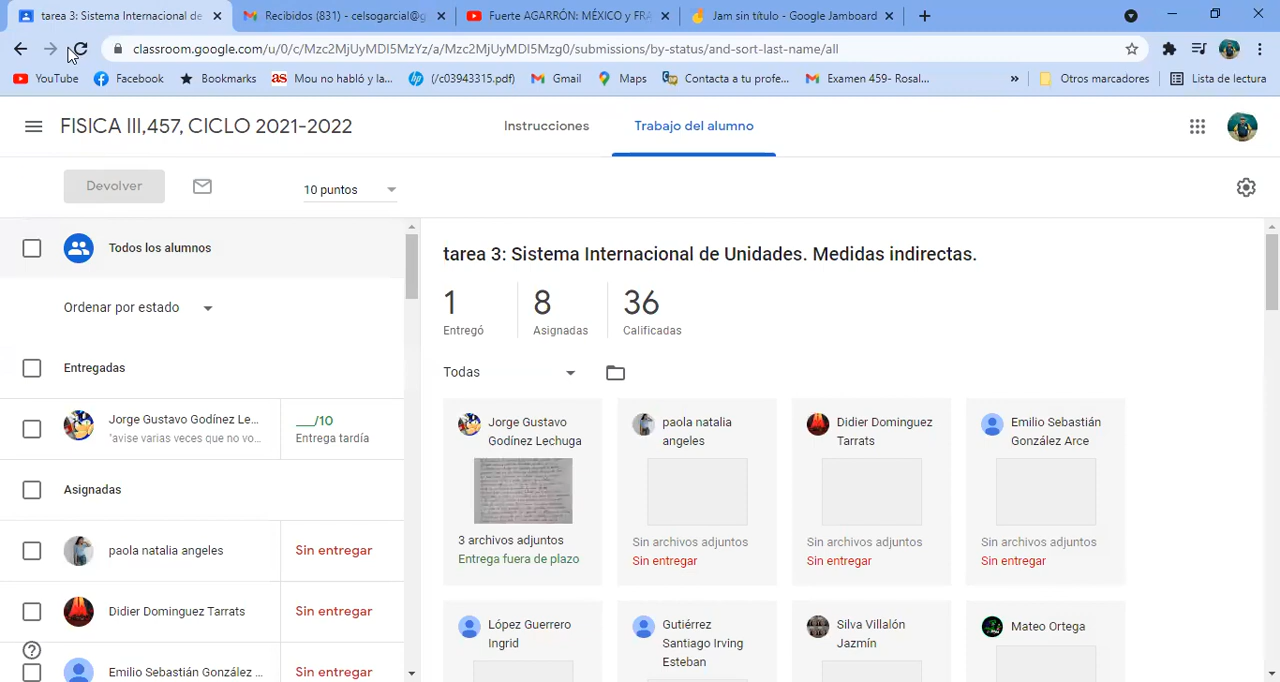 tarea 3: Sistema Internacional de
Recibidos (831) - celsogarcial@g
Fuerte AGARRÓN: MÉXICO y FRA
Jam sin título - Google Jamboard
classroom.google.com/u/0/c/Mzc2MjUyMDI5MzYz/a/Mzc2MjUyMDI5Mzg0/submissions/by-status/and-sort-last-name/all
YouTube
Facebook
Bookmarks
as Mou no habló y la...
hp (/c03943315.pdf)
Gmail
Maps
Contacta a tu profe...
Examen 459- Rosal...
»
Otros marcadores
Lista de lectura
FISICA III,457, CICLO 2021-2022
Instrucciones
Trabajo del alumno
Devolver
10 puntos
Todos los alumnos
Ordenar por estado
Entregadas
Jorge Gustavo Godínez Le...
"avise varias veces que no vo...
__/10
Entrega tardía
Asignadas
paola natalia angeles
Sin entregar
Didier Dominguez Tarrats
Sin entregar
Emilio Sebastián González ...
Sin entregar
tarea 3: Sistema Internacional de Unidades. Medidas indirectas.
1
Entregó
8
Asignadas
36
Calificadas
Todas
Jorge Gustavo
Godínez Lechuga
3 archivos adjuntos
Entrega fuera de plazo
paola natalia
angeles
Sin archivos adjuntos
Sin entregar
Didier Dominguez
Tarrats
Sin archivos adjuntos
Sin entregar
Emilio Sebastián
González Arce
Sin archivos adjuntos
Sin entregar
López Guerrero
Ingrid
Gutiérrez
Santiago Irving
Esteban
Silva Villalón
Jazmín
Mateo Ortega